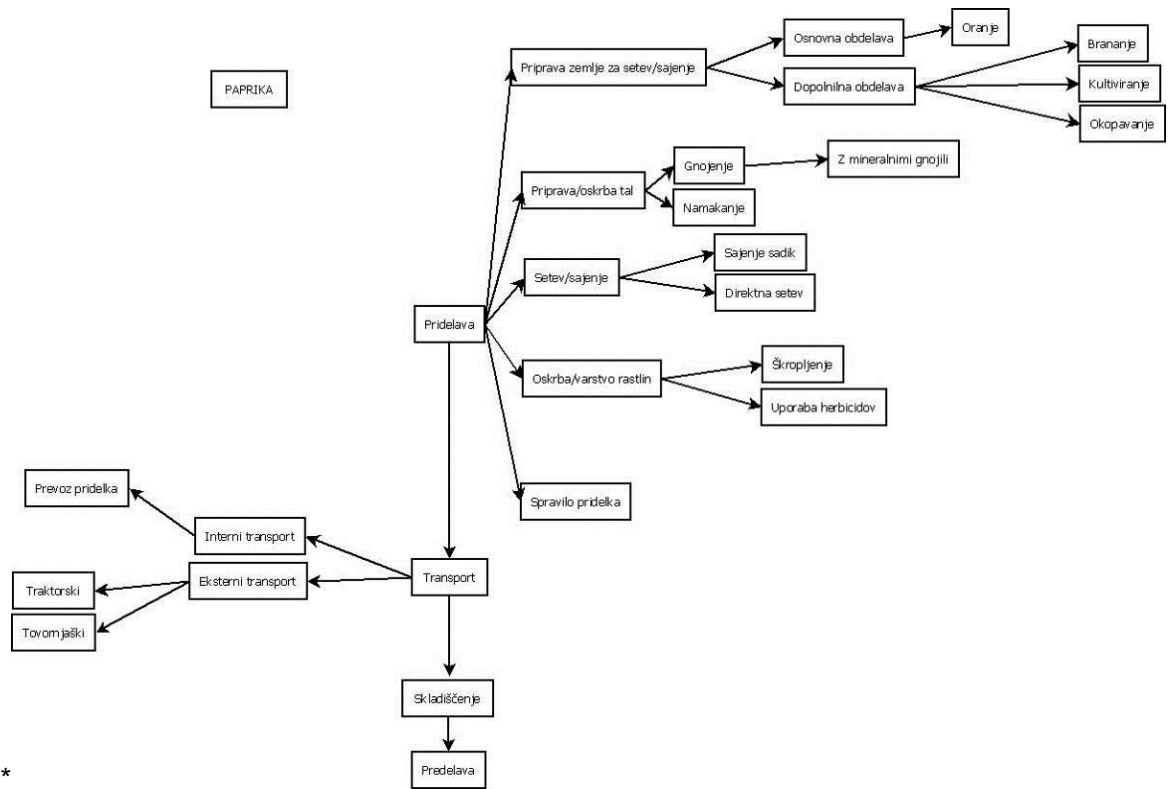 PAPRIKA
Priprava zemlje za setev/sajenje
Osnovna obdelava
Oranje
Dopolnilna obdelava
Brananje
Kultiviranje
Okopavanje
Priprava/oskrba tal
Gnojenje
Z mineralnimi gnojili
Namakanje
Setev/sajenje
Sajenje sadik
Direktna setev
Pridelava
Oskrba/varstvo rastlin
Škropljenje
Uporaba herbicidov
Spravilo pridelka
Prevoz pridelka
Interni transport
Eksterni transport
Transport
Traktorski
Tovornjaški
Skladiščenje
Predelava
*